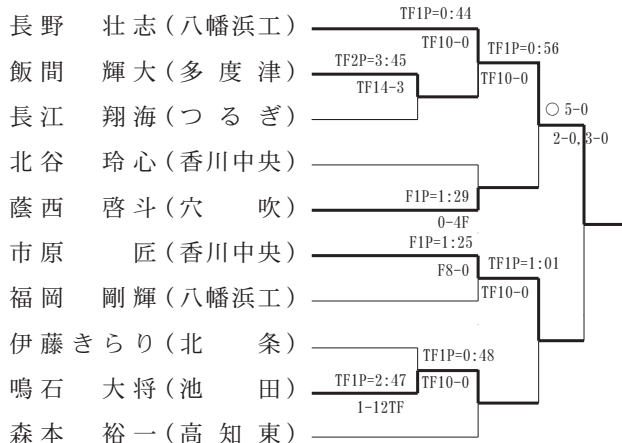 長野 壮志(八幡浜工)
TF1P=0:44
TF10-0
TF1P=0:56
TF10-0
飯間 輝大(多度津)
TF2P=3:45
TF14-3
長江 翔海(つるぎ)
○ 5-0
2-0, 3-0
北谷 玲心(香川中央)
蔭西 啓斗(穴吹)
F1P=1:29
0-4F
市原 匠(香川中央)
F1P=1:25
F8-0
TF1P=1:01
TF10-0
福岡 剛輝(八幡浜工)
伊藤きらり(北条)
TF1P=0:48
TF10-0
鳴石 大将(池田)
TF1P=2:47
1-12TF
森本 裕一(高知東)